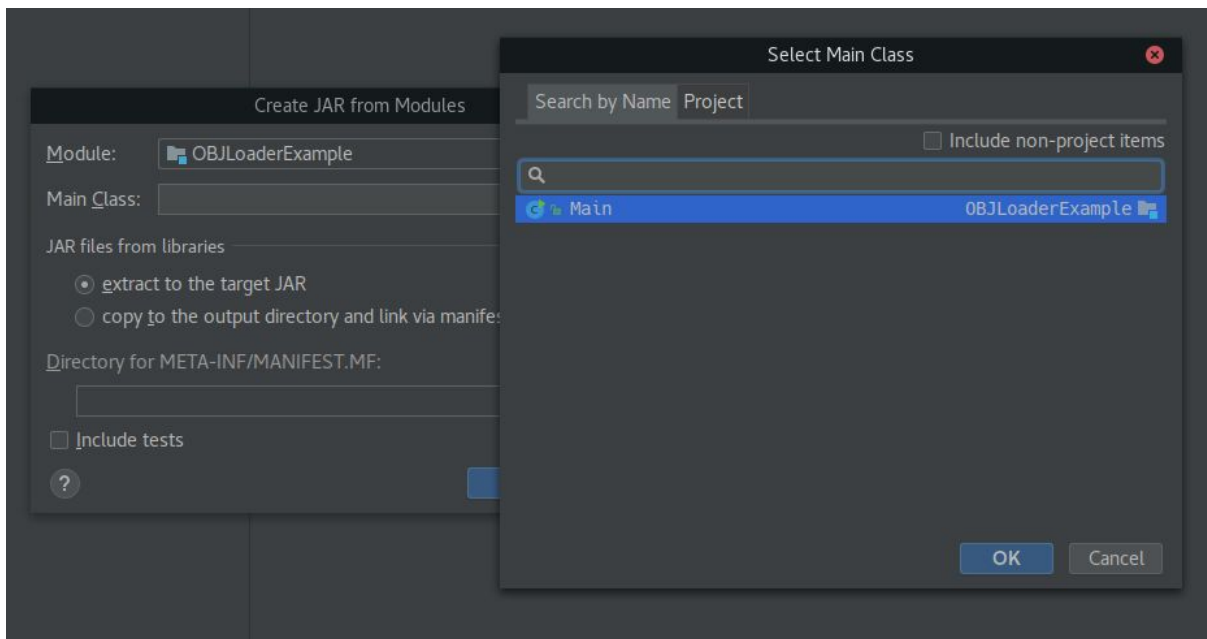 Create JAR from Modules
Module:
OBJLoaderExample
Main Class:
JAR files from libraries
extract to the target JAR
copy to the output directory and link via manifes
Directory for META-INF/MANIFEST.MF:
Include tests
?
Select Main Class
Search by Name
Project
Include non-project items
Main
OBJLoaderExample
OK
Cancel